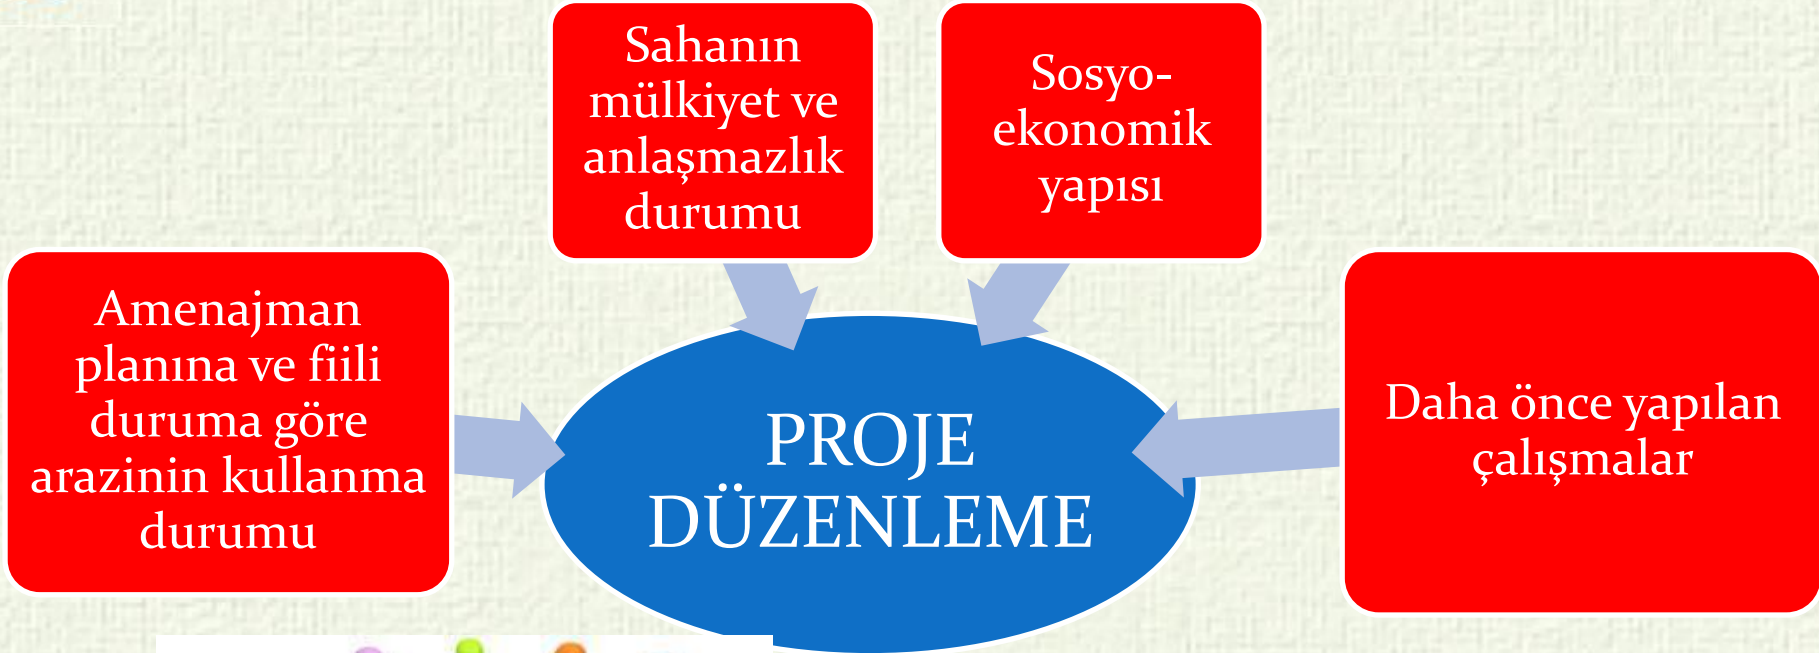 Sahanın
mülkiyet ve
anlaşmazlık
durumu
Sosyo-
ekonomik
yapısı
Amenajman
planına ve fiili
duruma göre
arazinin kullanma
durumu
PROJE
DÜZENLEME
Daha önce yapılan
çalışmalar